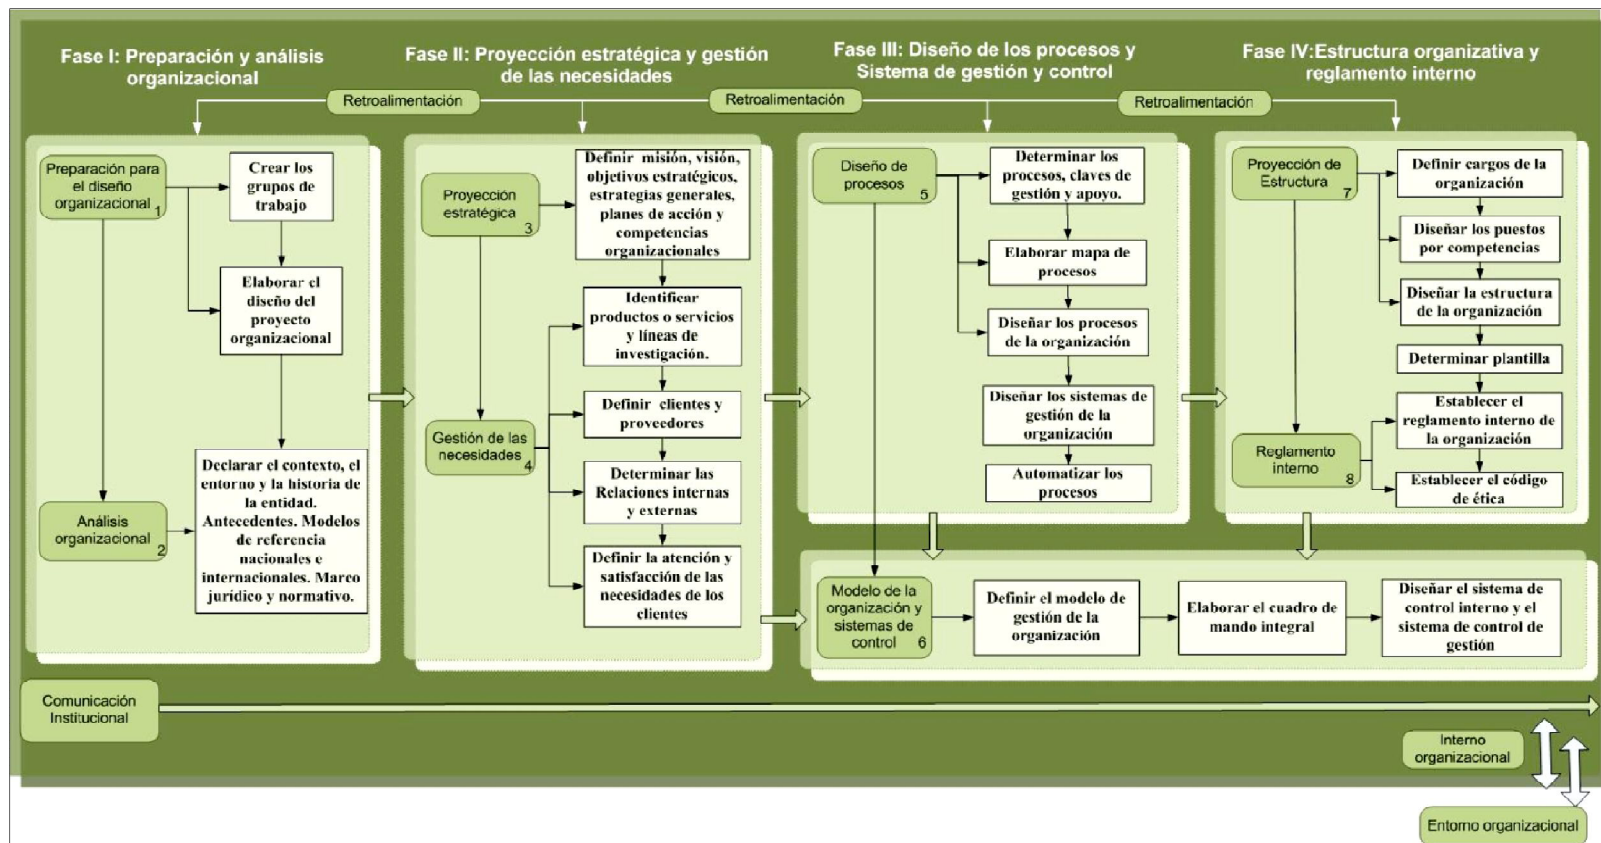 Fase I: Preparación y análisis
organizacional
Fase II: Proyección estratégica y gestión
de las necesidades
Fase III: Diseño de los procesos y
Sistema de gestión y control
Fase IV:Estructura organizativa y
reglamento interno
Retroalimentación
Retroalimentación
Retroalimentación
Preparación para
el diseño
organizacional
1
Crear los
grupos de
trabajo
Elaborar el
diseño del
proyecto
organizacional
Análisis
organizacional
2
Declarar el contexto, el
entorno y la historia de
la entidad.
Antecedentes. Modelos
de referencia
nacionales e
internacionales. Marco
jurídico y normativo.
Proyección
estratégica
3
Definir misión, visión,
objetivos estratégicos,
estrategias generales,
planes de acción y
competencias
organizacionales
Identificar
productos o servicios
y líneas de
investigación.
Gestión de las
necesidades
4
Definir clientes y
proveedores
Determinar las
Relaciones internas
y externas
Definir la atención y
satisfacción de las
necesidades de los
clientes
Diseño de
procesos
5
Determinar los
procesos, claves de
gestión y apoyo.
Elaborar mapa de
procesos
Diseñar los procesos
de la organización
Diseñar los sistemas de
gestión de la
organización
Automatizar los
procesos
Proyección de
Estructura
7
Definir cargos de la
organización
Diseñar los puestos
por competencias
Diseñar la estructura
de la organización
Determinar plantilla
Reglamento
interno
8
Establecer el
reglamento interno de
la organización
Establecer el código
de ética
Modelo de la
organización y
sistemas de
control
6
Definir el modelo de
gestión de la
organización
Elaborar el cuadro de
mando integral
Diseñar el sistema de
control interno y el
sistema de control de
gestión
Comunicación
Institucional
Interno
organizacional
Entorno organizacional